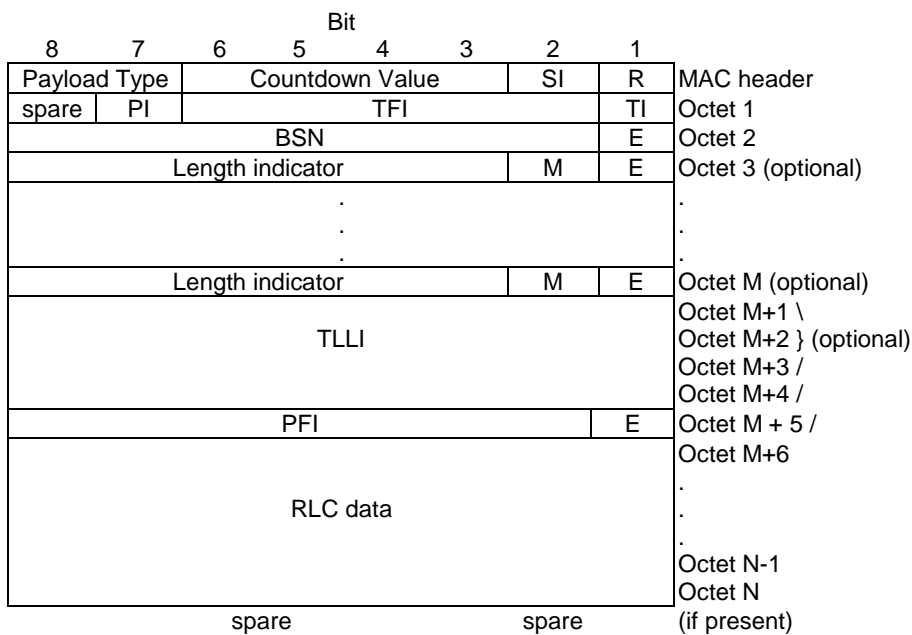 Bit
8 7 6 5 4 3 2 1
Payload Type Countdown Value SI R MAC header
spare PI TFI TI Octet 1
BSN E Octet 2
Length indicator M E Octet 3 (optional)
. .
. .
. .
Length indicator M E Octet M (optional)
Octet M+1 \
TLLI Octet M+2 } (optional)
Octet M+3 /
Octet M+4 /
PFI E Octet M + 5 /
Octet M+6
.
RLC data .
.
Octet N-1
Octet N
spare spare (if present)